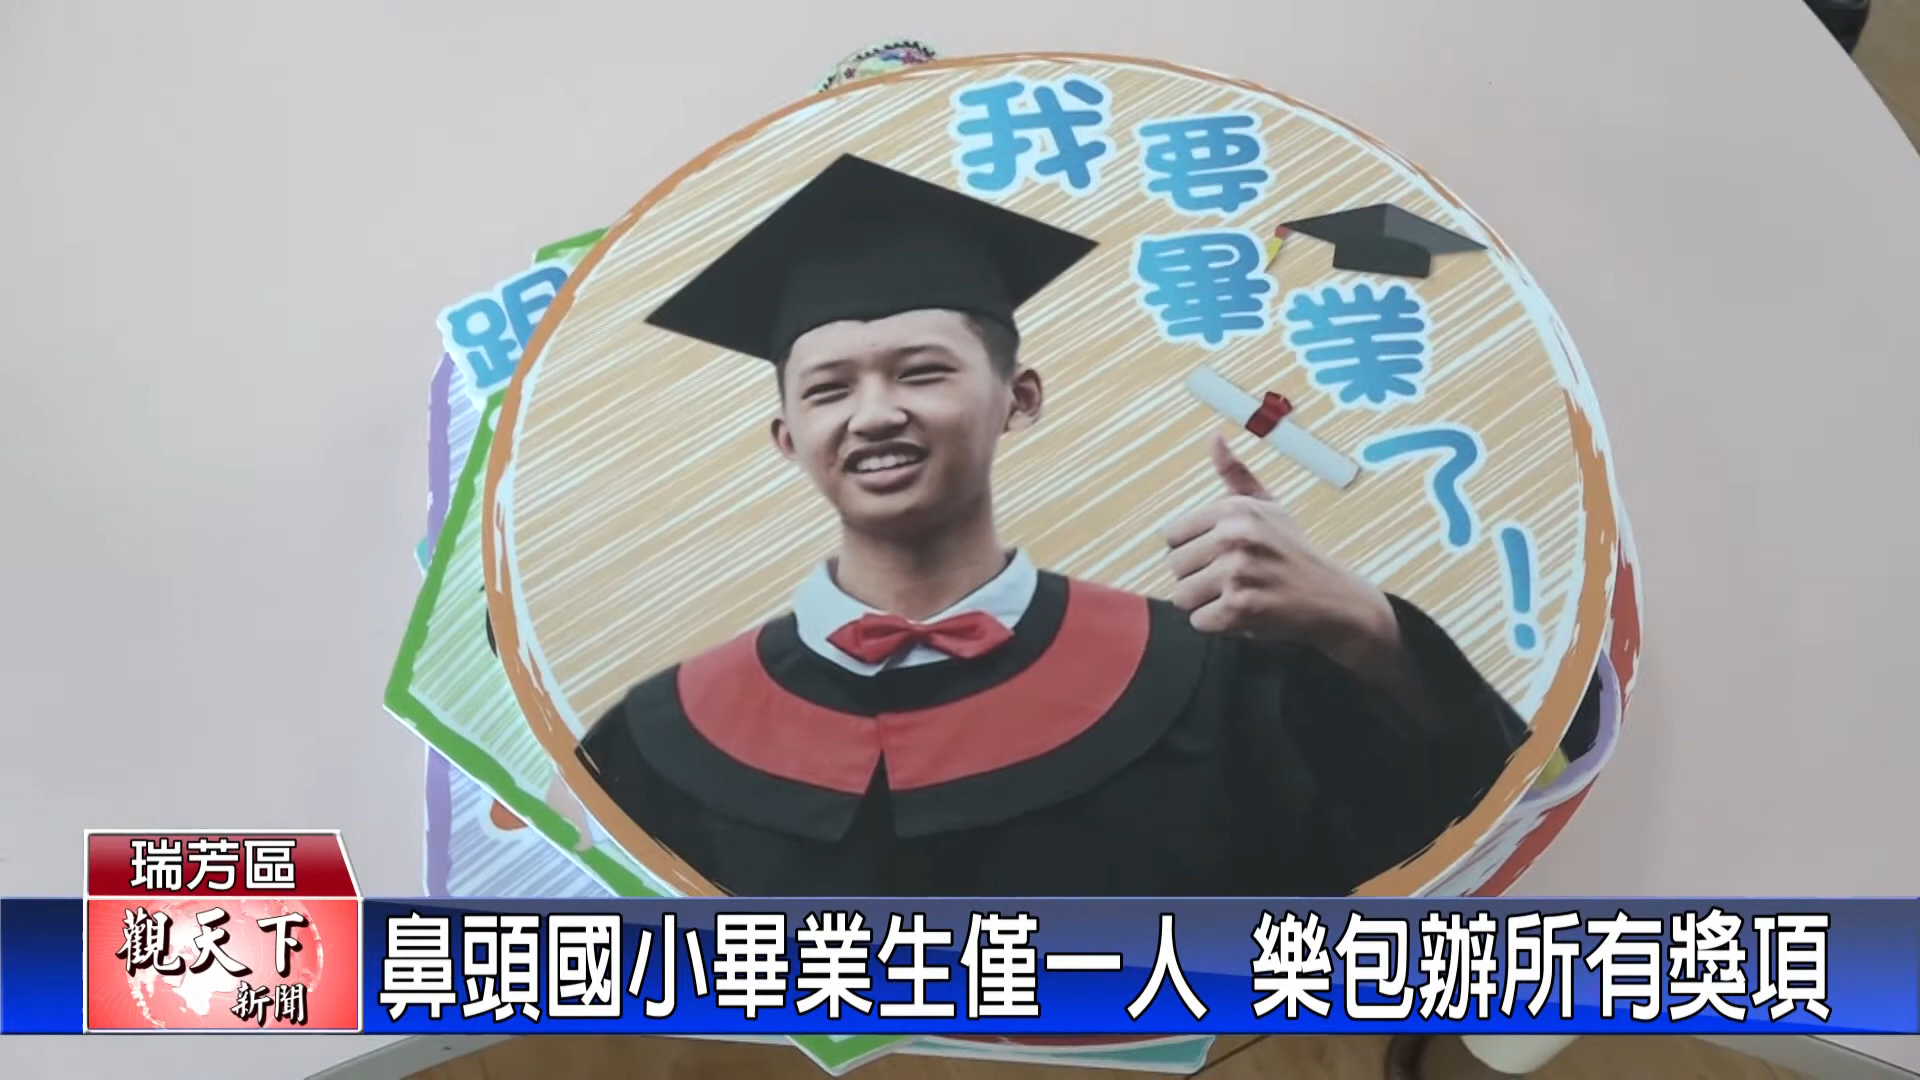 我要畢業了!
跟
瑞芳區
觀天下
新聞
鼻頭國小畢業生僅一人 樂包辦所有獎項